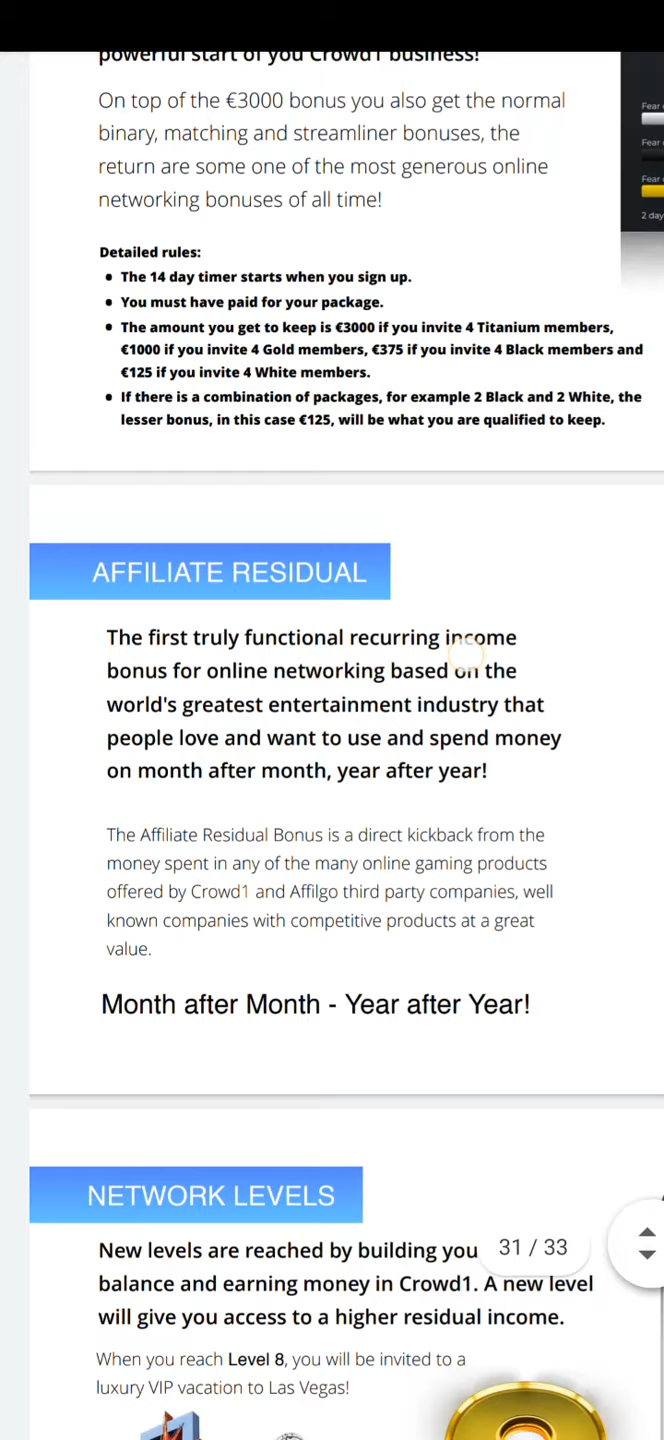 powerful start of you Crowd1 business!
On top of the €3000 bonus you also get the normal
binary, matching and streamliner bonuses, the
return are some one of the most generous online
networking bonuses of all time!
Fear
Fear
Fear
2 day
Detailed rules:
• The 14 day timer starts when you sign up.
• You must have paid for your package.
• The amount you get to keep is €3000 if you invite 4 Titanium members,
€1000 if you invite 4 Gold members, €375 if you invite 4 Black members and
€125 if you invite 4 White members.
• If there is a combination of packages, for example 2 Black and 2 White, the
lesser bonus, in this case €125, will be what you are qualified to keep.
AFFILIATE RESIDUAL
The first truly functional recurring income
bonus for online networking based on the
world's greatest entertainment industry that
people love and want to use and spend money
on month after month, year after year!
The Affiliate Residual Bonus is a direct kickback from the
money spent in any of the many online gaming products
offered by Crowd1 and Affilgo third party companies, well
known companies with competitive products at a great
value.
Month after Month - Year after Year!
NETWORK LEVELS
New levels are reached by building you
31 / 33
balance and earning money in Crowd1. A new level
will give you access to a higher residual income.
When you reach Level 8, you will be invited to a
luxury VIP vacation to Las Vegas!